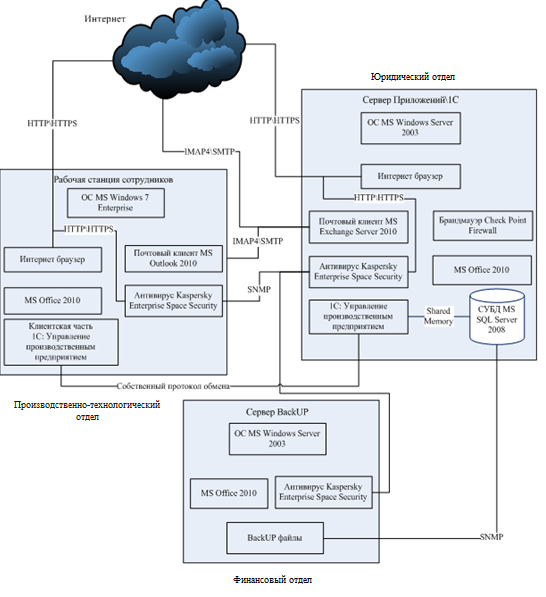 Интернет
Юридический отдел
HTTP\HTTPS
HTTP\HTTPS
IMAP4\SMTP
Сервер Приложений\1С
ОС MS Windows Server
2003
Интернет браузер
HTTP\HTTPS
Почтовый клиент MS
Exchange Server 2010
Брандмауэр Check Point
Firewall
Антивирус Kaspersky
Enterprise Space Security
MS Office 2010
1С: Управление
производственным
предприятием
Shared
Memory
СУБД MS
SQL Server
2008
Рабочая станция сотрудников
ОС MS Windows 7
Enterprise
HTTP\HTTPS
Интернет браузер
Почтовый клиент MS
Outlook 2010
IMAP4\SMTP
MS Office 2010
Антивирус Kaspersky
Enterprise Space Security
SNMP
Клиентская часть
1С: Управление
производственным
предприятием
Собственный протокол обмена
Производственно-технологический
отдел
Сервер BackUP
ОС MS Windows Server
2003
MS Office 2010
Антивирус Kaspersky
Enterprise Space Security
BackUP файлы
SNMP
Финансовый отдел